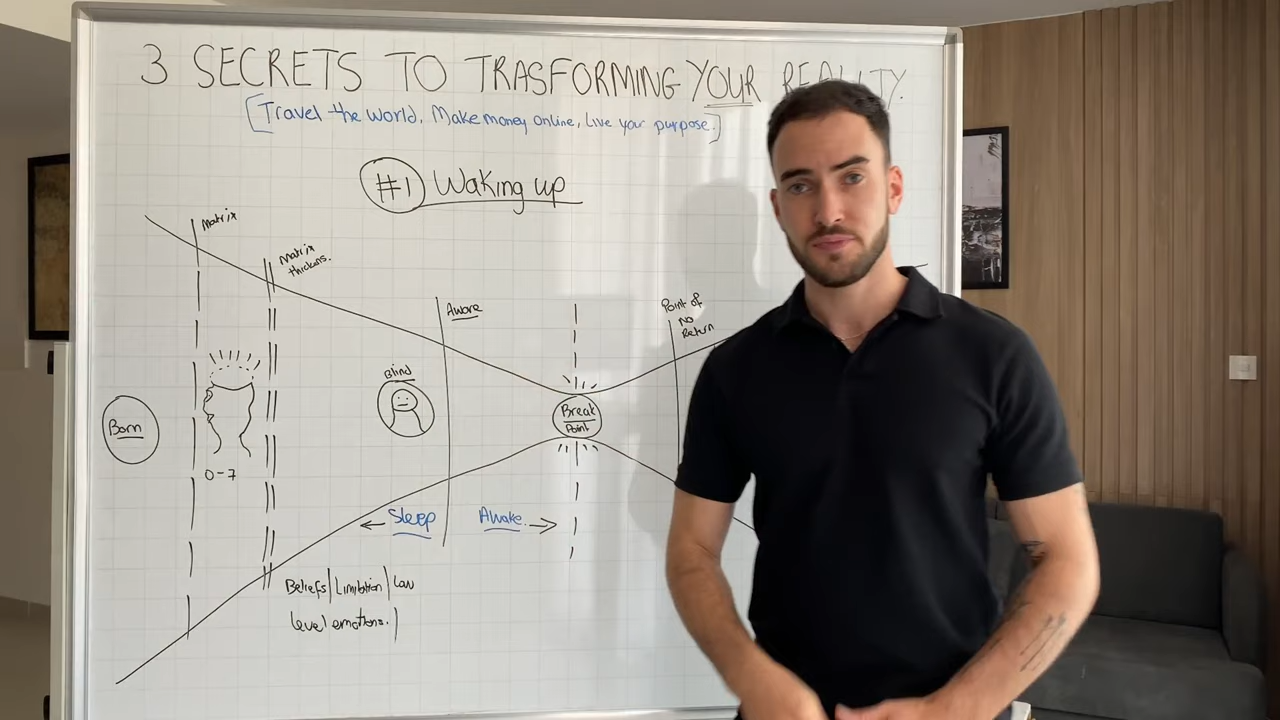 3 SECRETS TO TRASFORMING YOUR REALITY.
[Travel the world, Make money online, Live your purpose.]
#1 Waking up
Matrix
Matrix
thickens.
Aware
Point of
No
Return
Blind
Born
Break
Point
0-7
← Sleep
Awake. →
Beliefs | Limitation | Low
level emotions. |